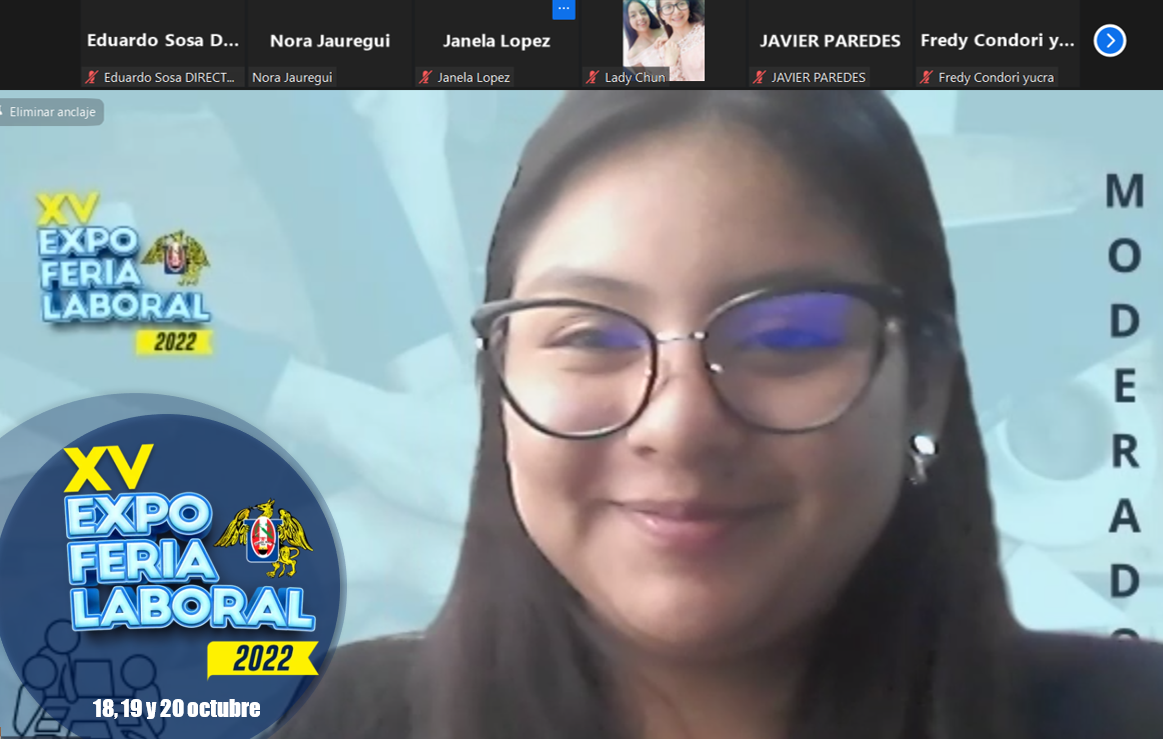 Eduardo Sosa D...
Nora Jauregui
Janela Lopez
JAVIER PAREDES
Fredy Condori y...
Eduardo Sosa DIRECT...
Nora Jauregui
Janela Lopez
Lady Chun
JAVIER PAREDES
Fredy Condori yucra
Eliminar anclaje
XV
EXPO
FERIA
LABORAL
2022
XV
EXPO
FERIA
LABORAL
2022
18, 19 y 20 octubre
M
O
D
E
R
A
D